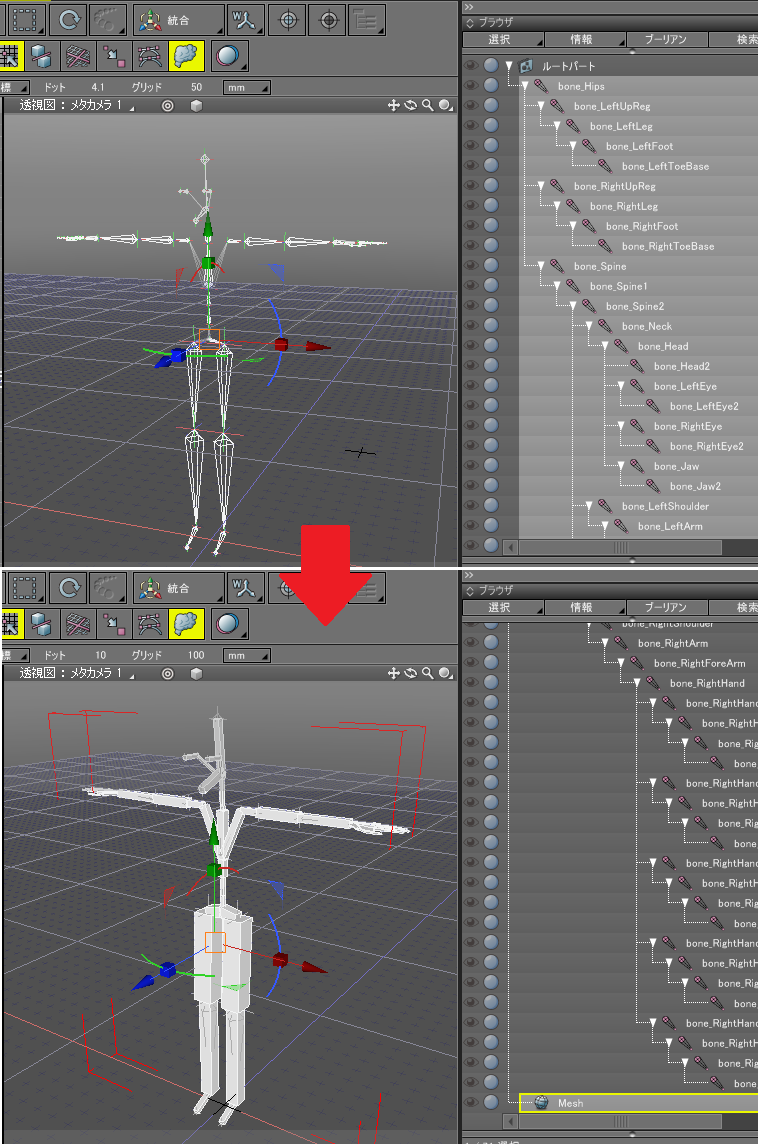 統合
W
標
ドット
4.1
グリッド
50
mm
透視図 : メタカメラ 1
ブラウザ
選択
情報
ブーリアン
検索
ルートパート
bone_Hips
bone_LeftUpReg
bone_LeftLeg
bone_LeftFoot
bone_LeftToeBase
bone_RightUpReg
bone_RightLeg
bone_RightFoot
bone_RightToeBase
bone_Spine
bone_Spine1
bone_Spine2
bone_Neck
bone_Head
bone_Head2
bone_LeftEye
bone_LeftEye2
bone_RightEye
bone_RightEye2
bone_Jaw
bone_Jaw2
bone_LeftShoulder
bone_LeftArm
統合
W
標
ドット
10
グリッド
100
mm
透視図 : メタカメラ 1
ブラウザ
選択
情報
ブーリアン
検索
bone_RightShoulder
bone_RightArm
bone_RightForeArm
bone_RightHand
bone_RightHand
bone_RightH
bone_Rig
bone_
bone_RightHand
bone_RightH
bone_Rig
bone_
bone_RightHand
bone_RightH
bone_Rig
bone_
bone_RightHand
bone_RightH
bone_Rig
bone_
bone_RightHand
bone_RightH
bone_Rig
bone_
Mesh